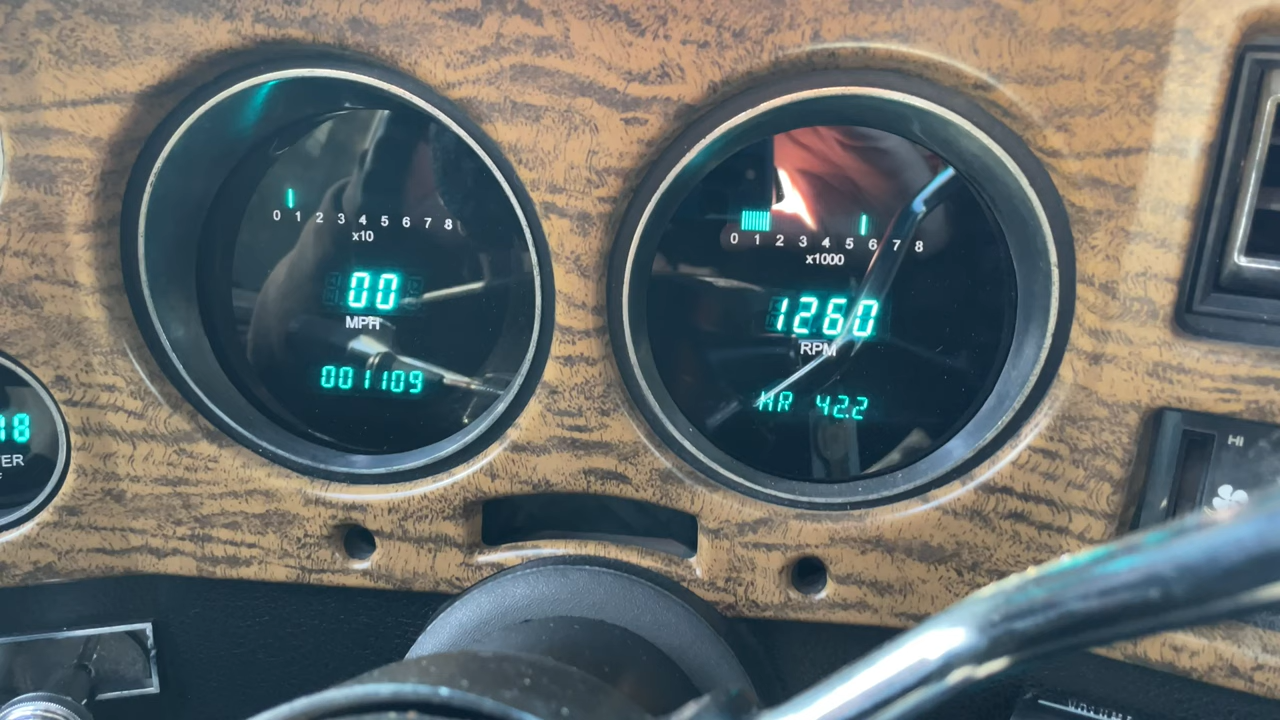 0 1 2 3 4 5 6 7 8
x10
00
MPH
001109
0 1 2 3 4 5 6 7 8
x1000
1260
RPM
HR 42.2
18
HI